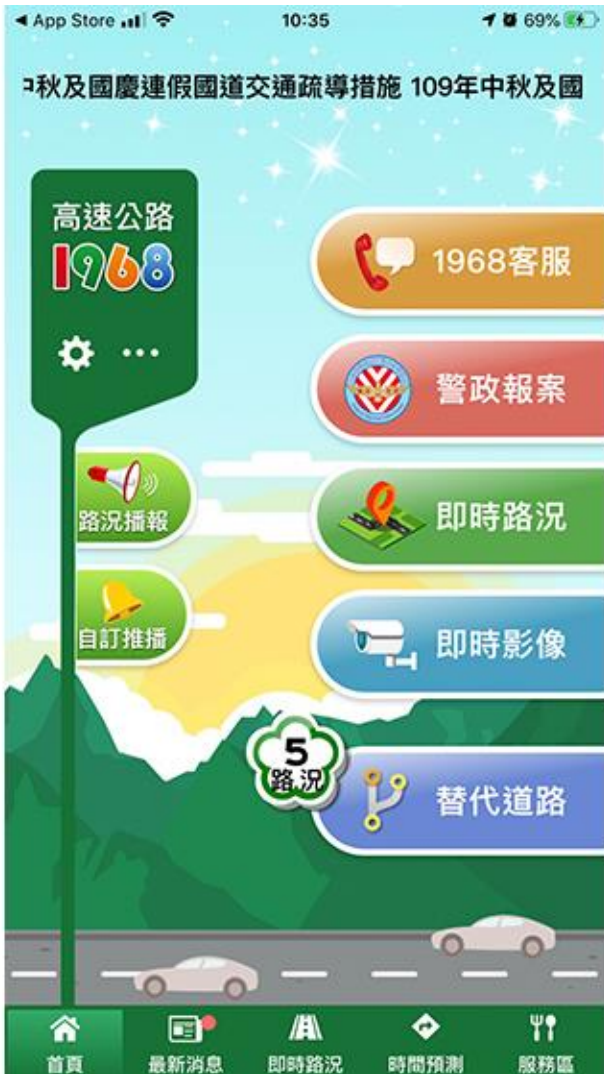 App Store
10:35
69%
中秋及國慶連假國道交通疏導措施 109年中秋及國
高速公路
1968
1968客服
警政報案
路況播報
即時路況
自訂推播
即時影像
5
路況
替代道路
首頁
最新消息
即時路況
時間預測
服務區